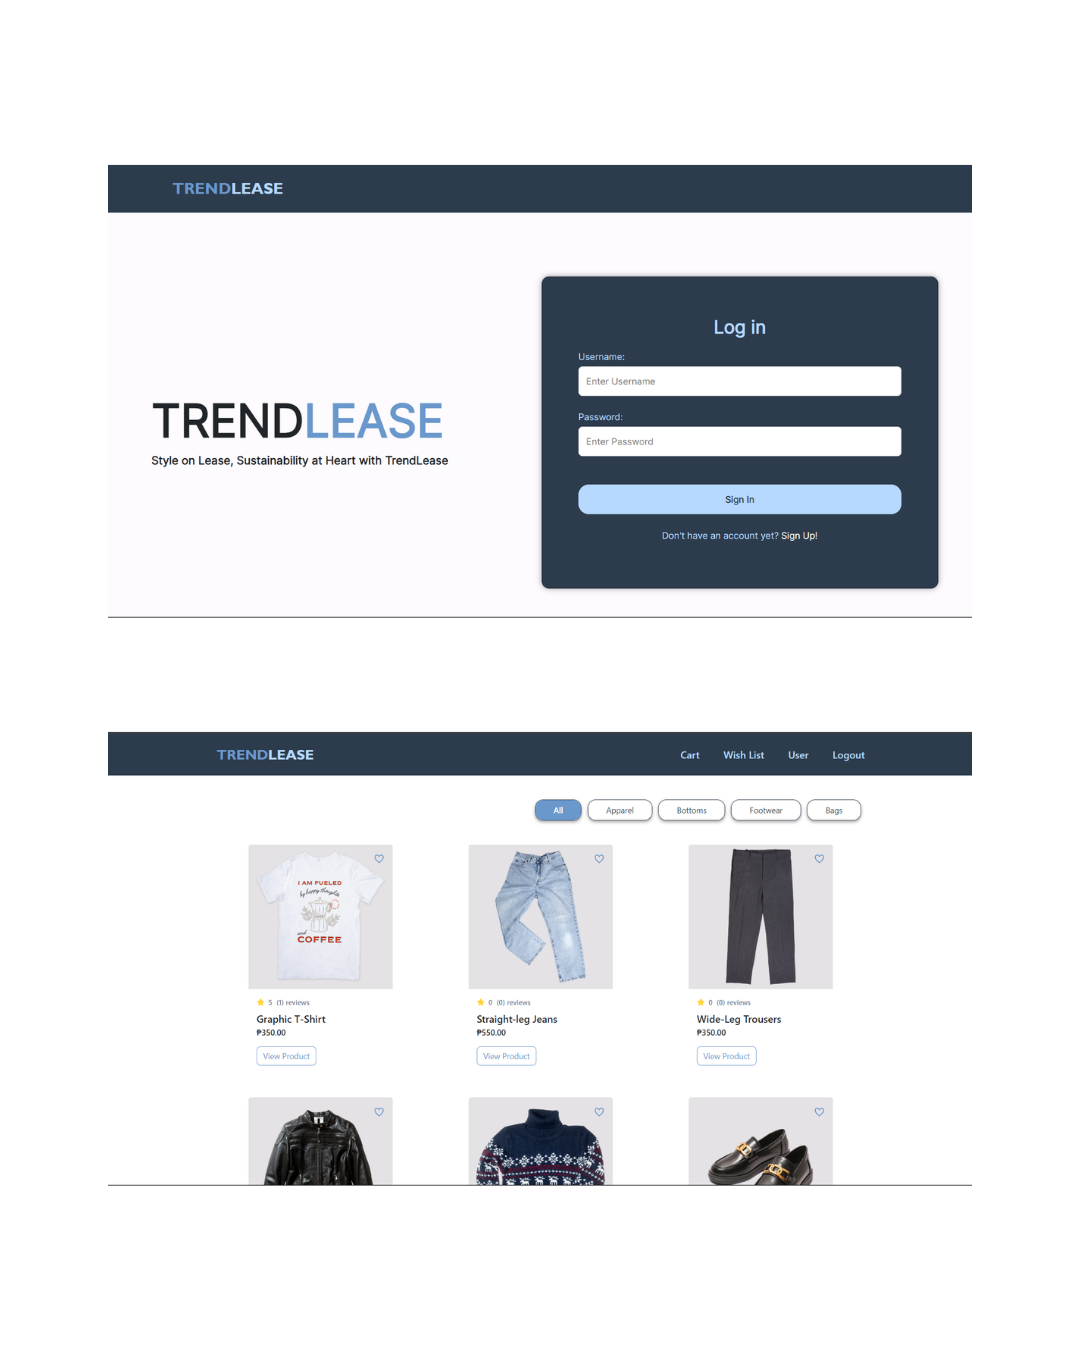 TRENDLEASE
Log in
Username:
Enter Username
Password:
Enter Password
Sign In
Don't have an account yet? Sign Up!
TRENDLEASE
Style on Lease, Sustainability at Heart with TrendLease
TRENDLEASE
Cart Wish List User Logout
All Apparel Bottoms Footwear Bags
I AM FUELED
by happy thoughts
and
COFFEE
5 (1) reviews
Graphic T-Shirt
₱350.00
View Product
0 (0) reviews
Straight-leg Jeans
₱550.00
View Product
0 (0) reviews
Wide-Leg Trousers
₱350.00
View Product